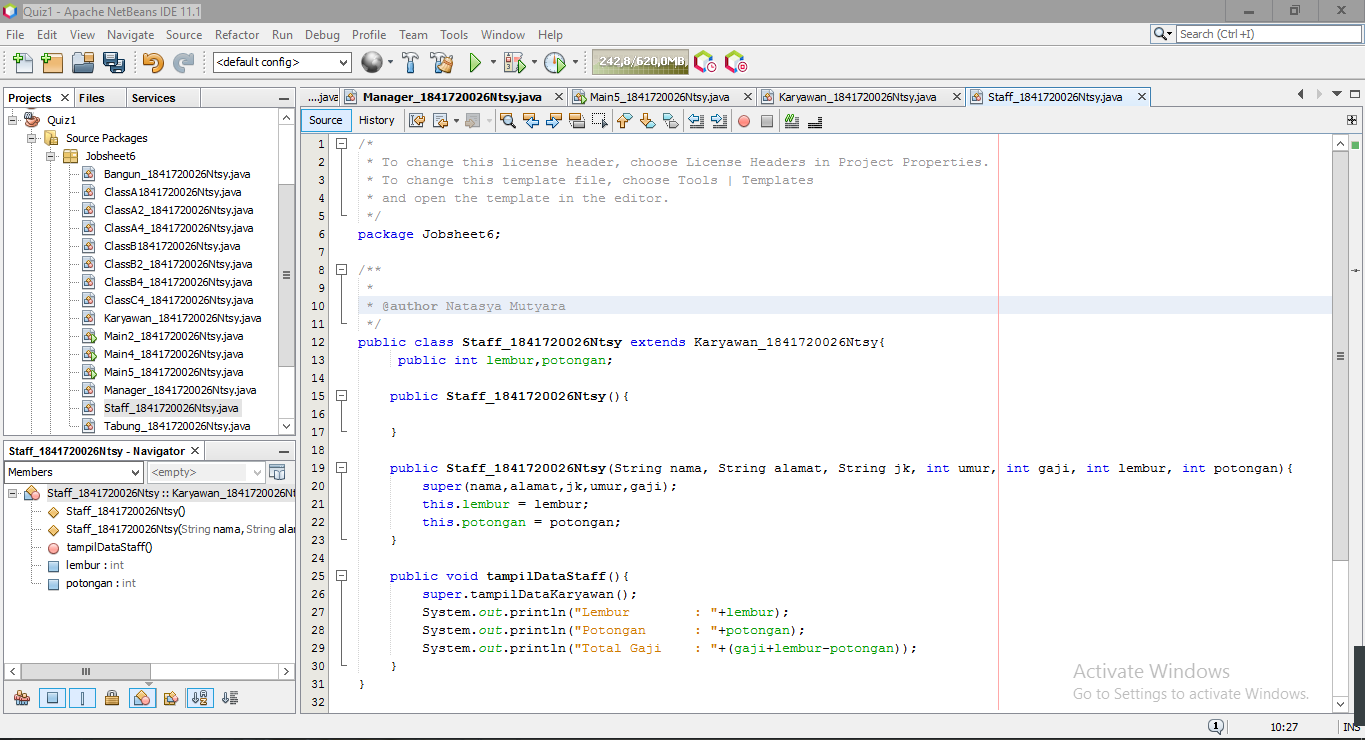 Quiz1 - Apache NetBeans IDE 11.1
File Edit View Navigate Source Refactor Run Debug Profile Team Tools Window Help
Search (Ctrl+I)
<default config>
242,8/620,0MB
Projects Files Services
...java Manager_1841720026Ntsy.java Main5_1841720026Ntsy.java Karyawan_1841720026Ntsy.java Staff_1841720026Ntsy.java
Source History
Quiz1
Source Packages
Jobsheet6
Bangun_1841720026Ntsy.java
ClassA1841720026Ntsy.java
ClassA2_1841720026Ntsy.java
ClassA4_1841720026Ntsy.java
ClassB1841720026Ntsy.java
ClassB2_1841720026Ntsy.java
ClassB4_1841720026Ntsy.java
ClassC4_1841720026Ntsy.java
Karyawan_1841720026Ntsy.java
Main2_1841720026Ntsy.java
Main4_1841720026Ntsy.java
Main5_1841720026Ntsy.java
Manager_1841720026Ntsy.java
Staff_1841720026Ntsy.java
Tabung_1841720026Ntsy.java
Staff_1841720026Ntsy - Navigator
Members <empty>
Staff_1841720026Ntsy :: Karyawan_1841720026Nt
Staff_1841720026Ntsy()
Staff_1841720026Ntsy(String nama, String alar
tampilDataStaff()
lembur : int
potongan : int
1 /*
2 * To change this license header, choose License Headers in Project Properties.
3 * To change this template file, choose Tools | Templates
4 * and open the template in the editor.
5 */
6 package Jobsheet6;
7
8 /**
9 *
10 * @author Natasya Mutyara
11 */
12 public class Staff_1841720026Ntsy extends Karyawan_1841720026Ntsy{
13 public int lembur,potongan;
14
15 public Staff_1841720026Ntsy(){
16
17 }
18
19 public Staff_1841720026Ntsy(String nama, String alamat, String jk, int umur, int gaji, int lembur, int potongan){
20 super(nama,alamat,jk,umur,gaji);
21 this.lembur = lembur;
22 this.potongan = potongan;
23 }
24
25 public void tampilDataStaff(){
26 super.tampilDataKaryawan();
27 System.out.println("Lembur        : "+lembur);
28 System.out.println("Potongan      : "+potongan);
29 System.out.println("Total Gaji    : "+(gaji+lembur-potongan));
30 }
31 }
32
Activate Windows
Go to Settings to activate Windows.
1 10:27 INS